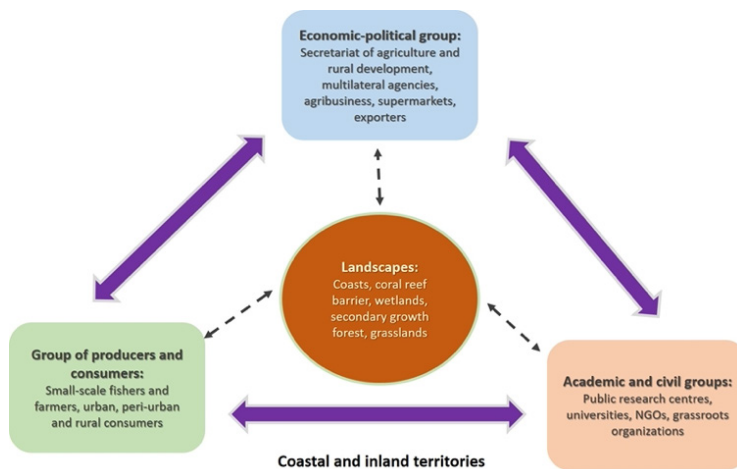 Economic-political group:
Secretariat of agriculture and
rural development,
multilateral agencies,
agribusiness, supermarkets,
exporters
Landscapes:
Coasts, coral reef
barrier, wetlands,
secondary growth
forest, grasslands
Group of producers and
consumers:
Small-scale fishers and
farmers, urban, peri-urban
and rural consumers
Academic and civil groups:
Public research centres,
universities, NGOs, grassroots
organizations
Coastal and inland territories